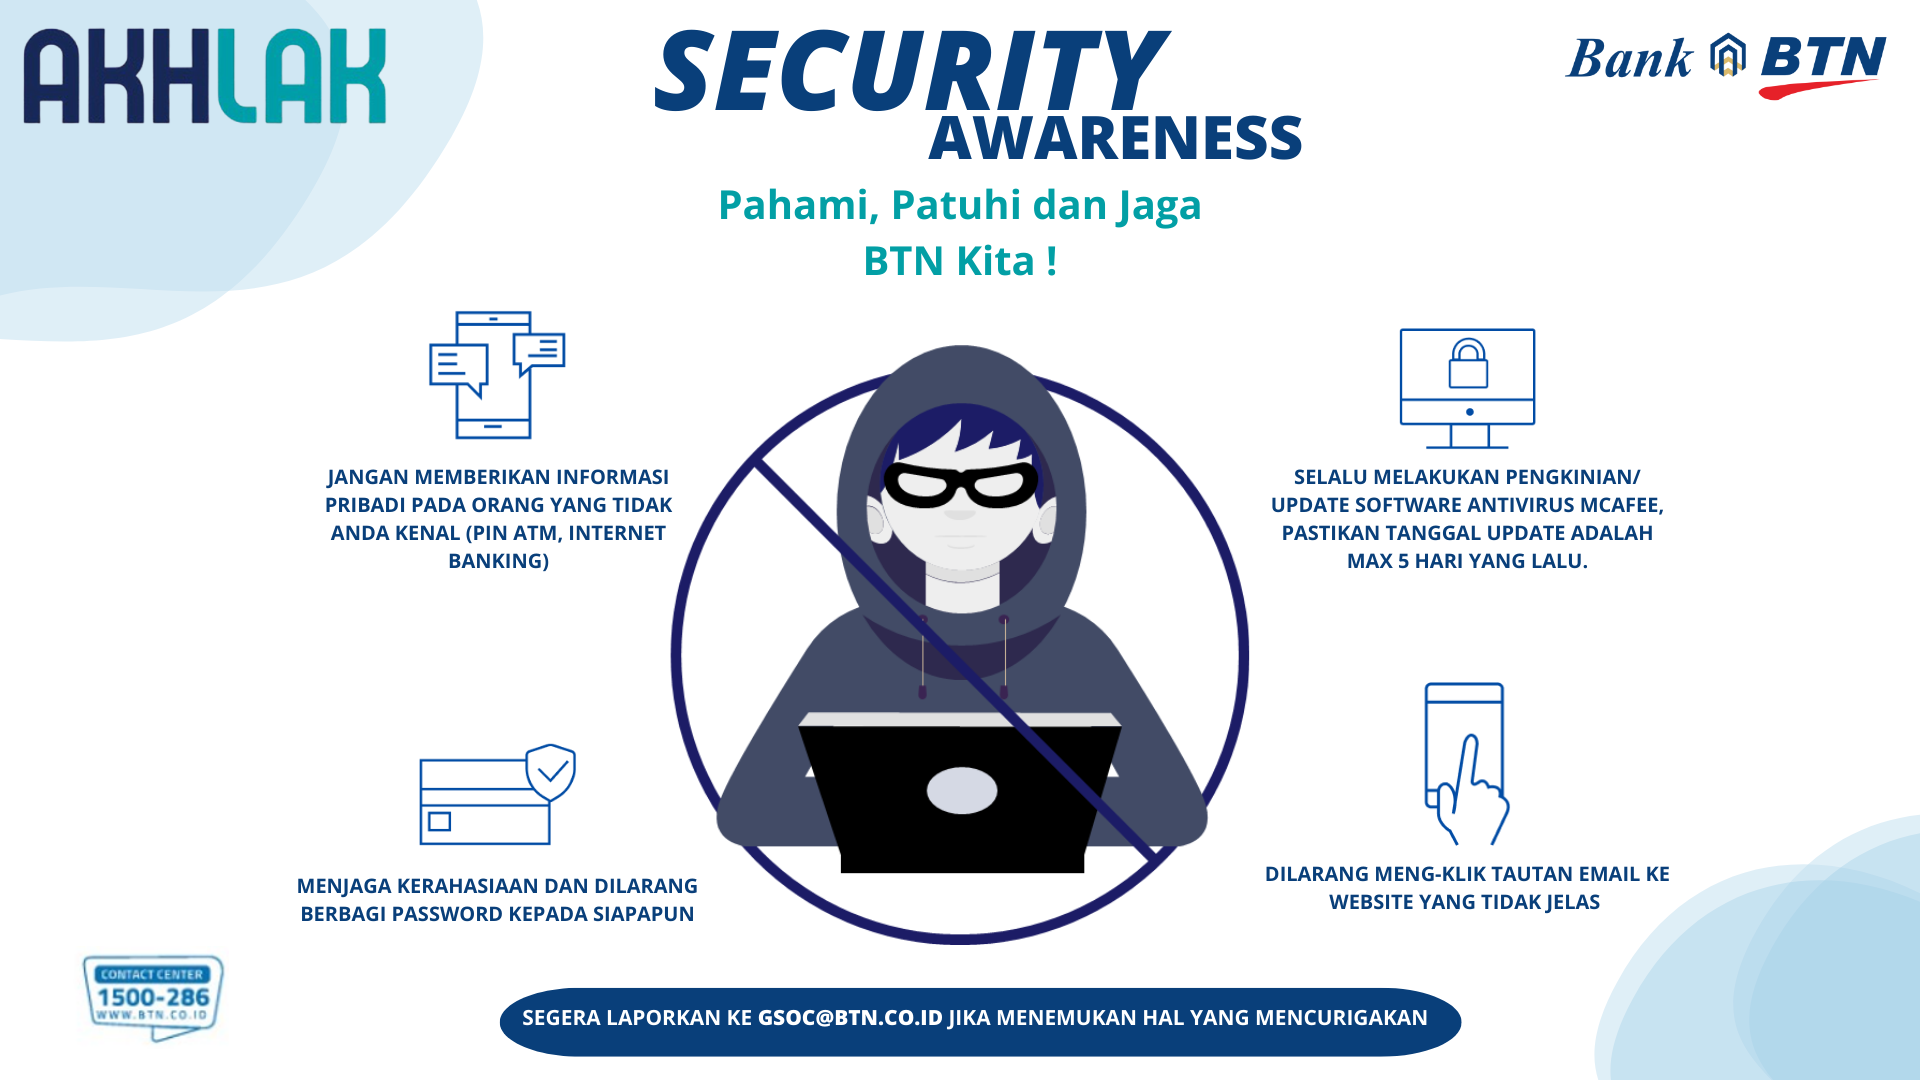 AKHLAK
SECURITY
AWARENESS
Bank BTN
Pahami, Patuhi dan Jaga
BTN Kita !
JANGAN MEMBERIKAN INFORMASI
PRIBADI PADA ORANG YANG TIDAK
ANDA KENAL (PIN ATM, INTERNET
BANKING)
SELALU MELAKUKAN PENGKINIAN/
UPDATE SOFTWARE ANTIVIRUS MCAFEE,
PASTIKAN TANGGAL UPDATE ADALAH
MAX 5 HARI YANG LALU.
MENJAGA KERAHASIAAN DAN DILARANG
BERBAGI PASSWORD KEPADA SIAPAPUN
DILARANG MENG-KLIK TAUTAN EMAIL KE
WEBSITE YANG TIDAK JELAS
CONTACT CENTER
1500-286
WWW.BTN.CO.ID
SEGERA LAPORKAN KE GSOC@BTN.CO.ID JIKA MENEMUKAN HAL YANG MENCURIGAKAN